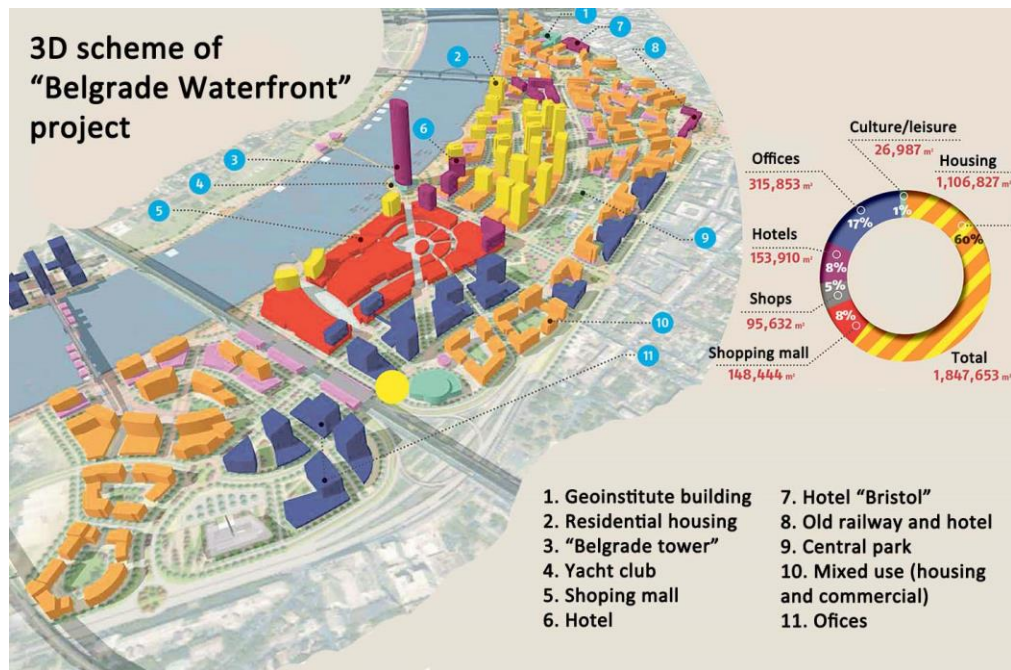 3D scheme of
“Belgrade Waterfront”
project
1
7
2
8
6
3
4
5
9
10
11
Culture/leisure
26,987 m²
Housing
1,106,827 m²
Offices
315,853 m²
1%
17%
60%
Hotels
153,910 m²
8%
5%
Shops
95,632 m²
8%
Shopping mall
148,444 m²
Total
1,847,653 m²
1. Geoinstitute building
2. Residential housing
3. “Belgrade tower”
4. Yacht club
5. Shoping mall
6. Hotel
7. Hotel “Bristol”
8. Old railway and hotel
9. Central park
10. Mixed use (housing
and commercial)
11. Ofices